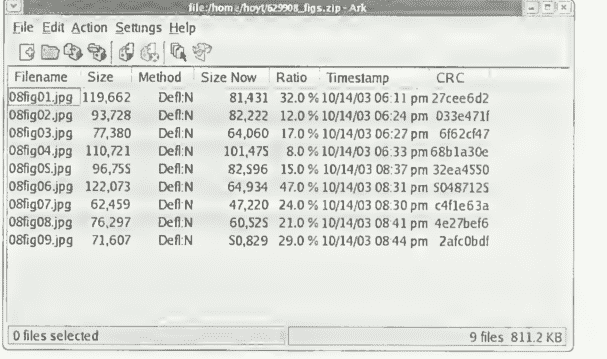 file:/home/hoyt/629908_figs.zip - Ark
File Edit Action Settings Help
Filename Size Method Size Now Ratio Timestamp CRC
08fig01.jpg 119,662 Defl:N 81,431 32.0 % 10/14/03 06:11 pm 27cee6d2
08fig02.jpg 93,728 Defl:N 82,222 12.0 % 10/14/03 06:24 pm 033e471f
08fig03.jpg 77,380 Defl:N 64,060 17.0 % 10/14/03 06:27 pm 6f62cf47
08fig04.jpg 110,721 Defl:N 101,475 8.0 % 10/14/03 06:33 pm 68b1a30e
08fig05.jpg 96,755 Defl:N 82,596 15.0 % 10/14/03 08:37 pm 32ea4550
08fig06.jpg 122,073 Defl:N 64,934 47.0 % 10/14/03 08:31 pm 50487125
08fig07.jpg 62,459 Defl:N 47,220 24.0 % 10/14/03 08:30 pm c4f1e63a
08fig08.jpg 76,297 Defl:N 60,525 21.0 % 10/14/03 08:41 pm 4e27bef6
08fig09.jpg 71,607 Defl:N 50,829 29.0 % 10/14/03 08:44 pm 2afc0bdf
0 files selected 9 files 811.2 KB